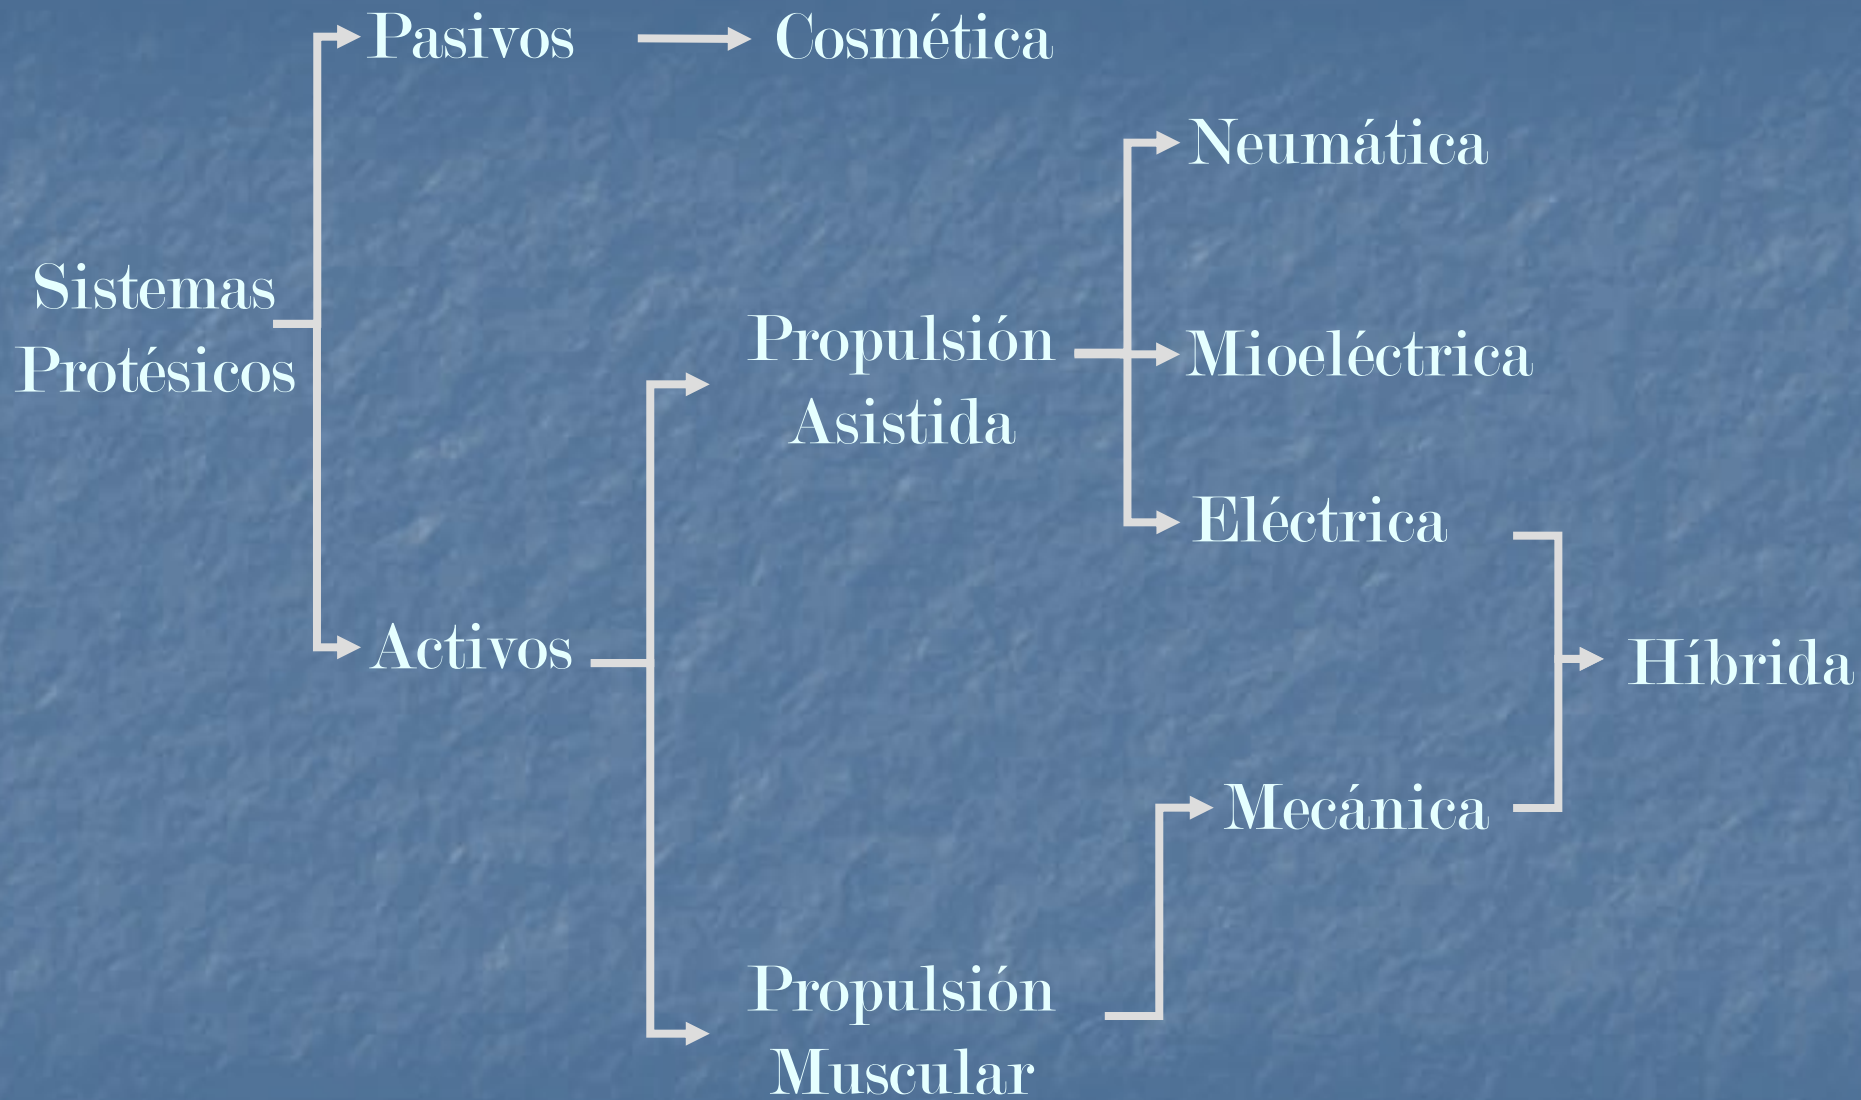 Pasivos
Cosmética
Neumática
Sistemas
Protésicos
Propulsión
Asistida
Mioeléctrica
Eléctrica
Activos
Híbrida
Mecánica
Propulsión
Muscular